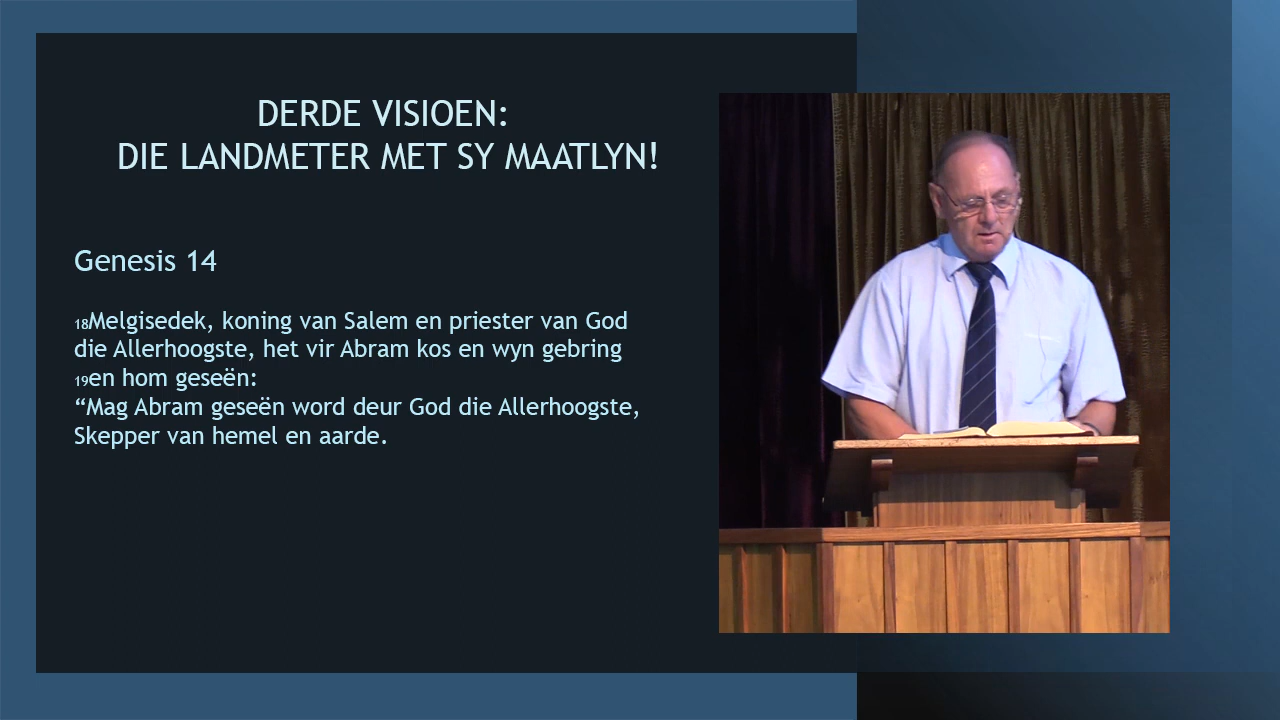 DERDE VISIOEN:
DIE LANDMETER MET SY MAATLYN!
Genesis 14
18Melgisedek, koning van Salem en priester van God
die Allerhoogste, het vir Abram kos en wyn gebring
19en hom geseën:
“Mag Abram geseën word deur God die Allerhoogste,
Skepper van hemel en aarde.